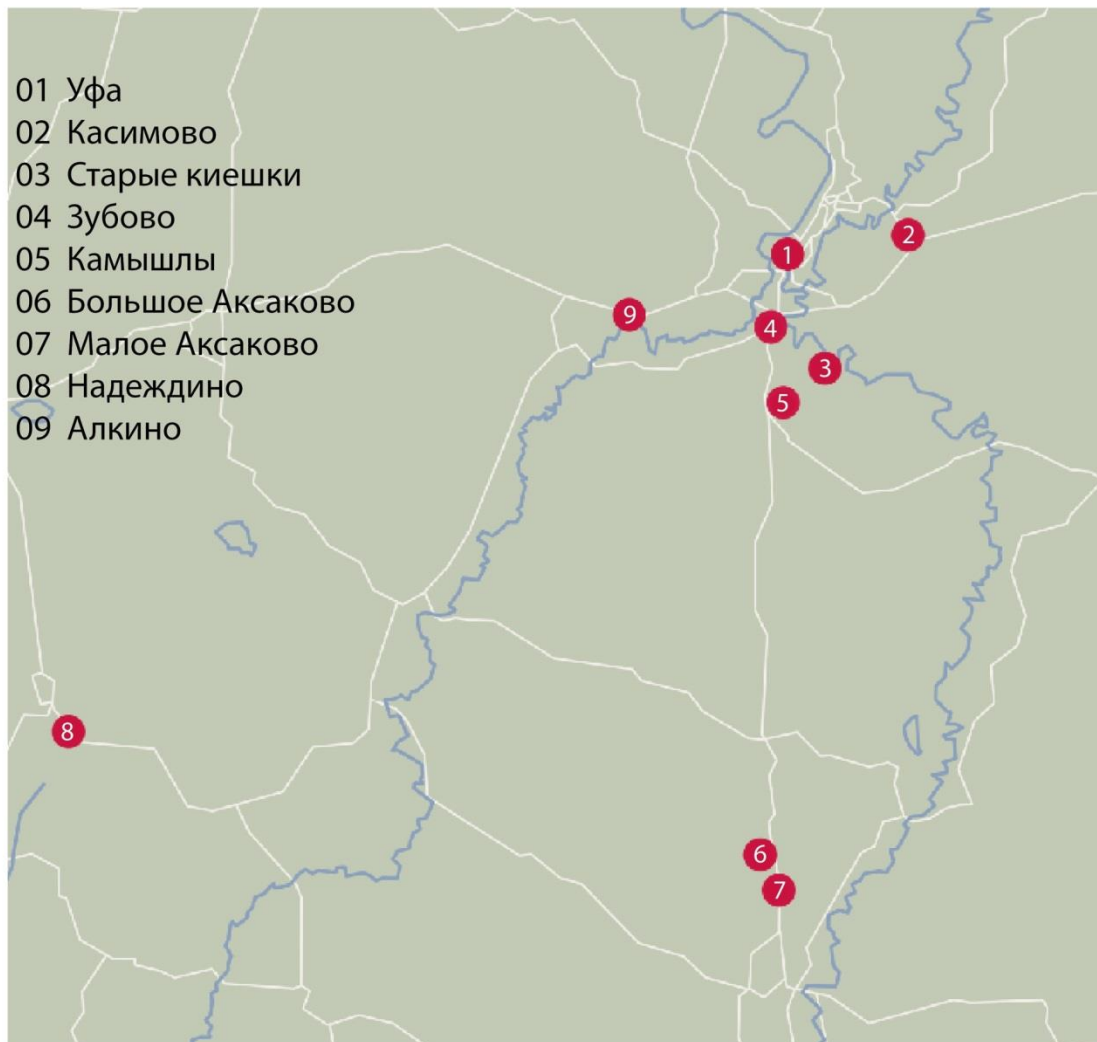 01 Уфа
02 Касимово
03 Старые киешки
04 Зубово
05 Камышлы
06 Большое Аксаково
07 Малое Аксаково
08 Надеждино
09 Алкино
2
1
9
4
3
5
8
6
7